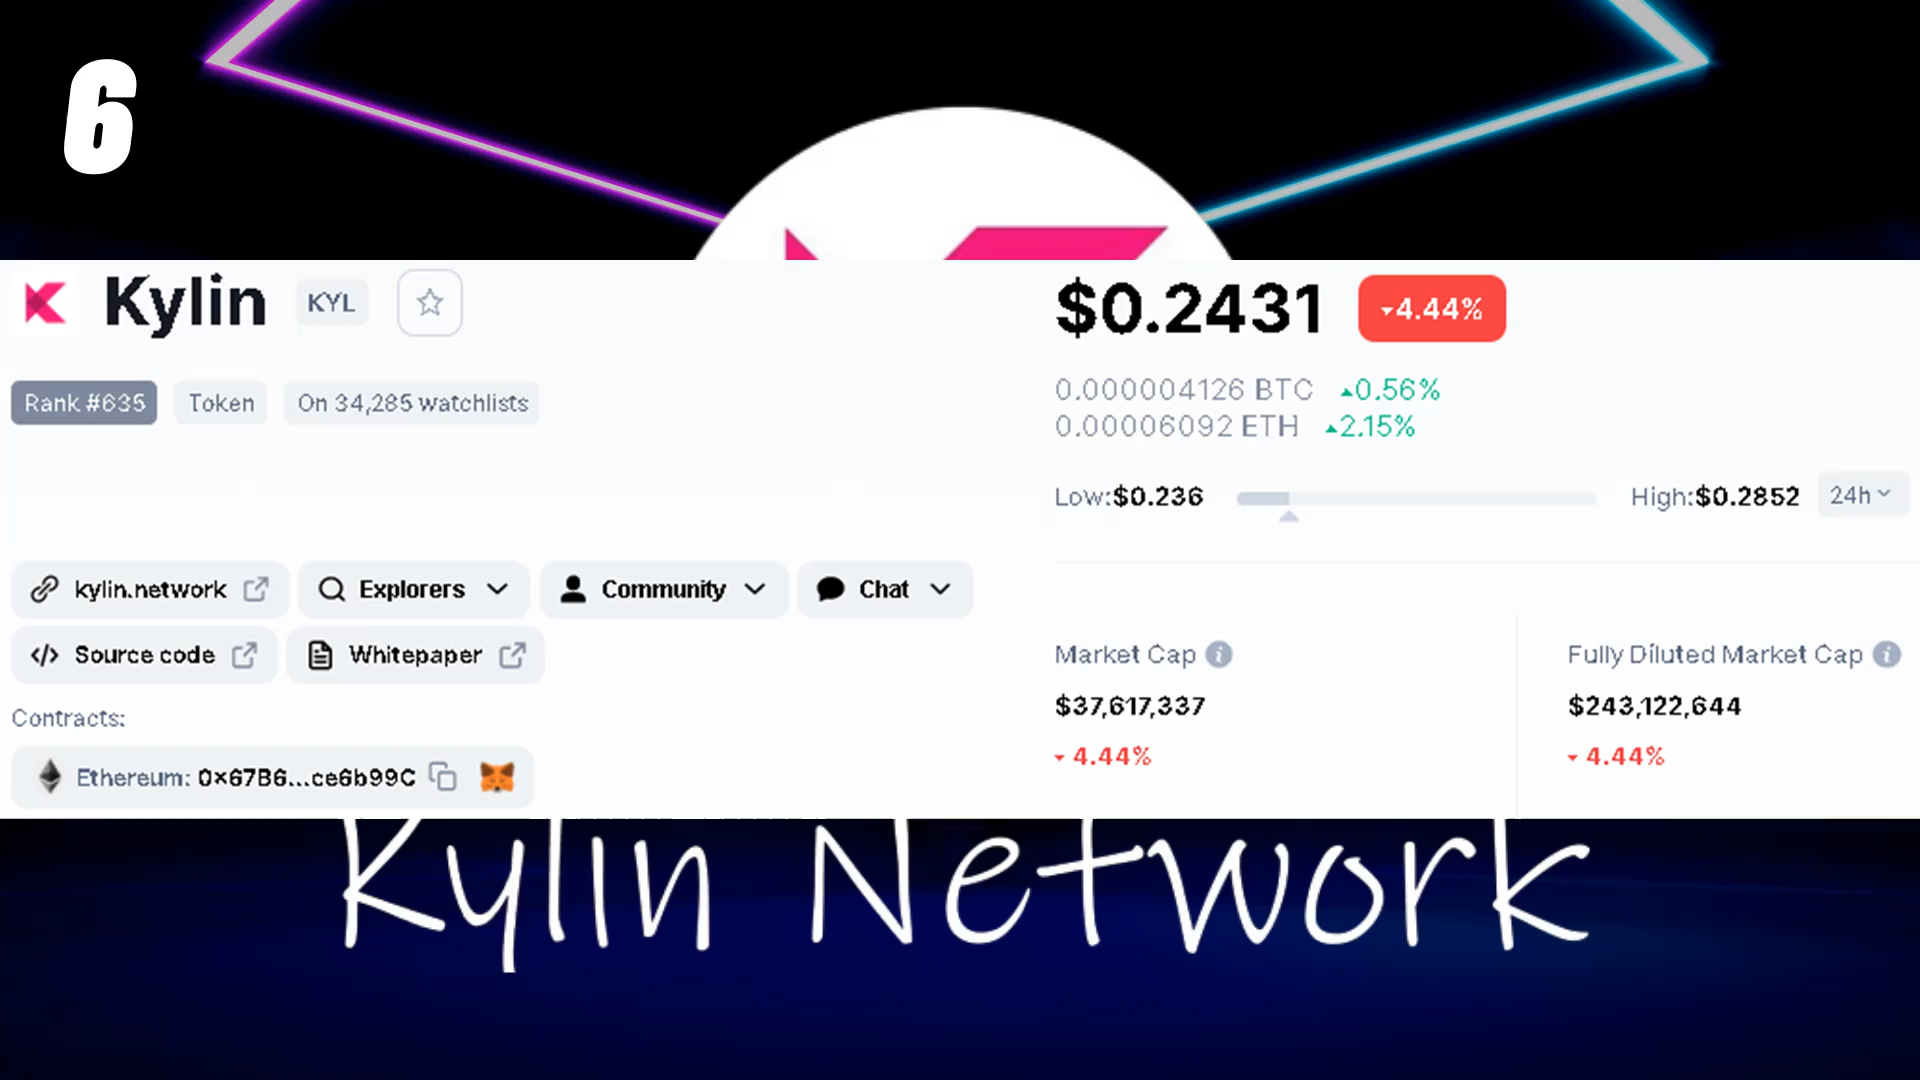 6
Kylin KYL
$0.2431 4.44%
Rank #635 Token On 34,285 watchlists
0.000004126 BTC 0.56%
0.00006092 ETH 2.15%
Low:$0.236 High:$0.2852 24h
kylin.network Explorers Community Chat
Source code Whitepaper
Contracts:
Ethereum: 0x67B6...ce6b99C
Market Cap
$37,617,337
4.44%
Fully Diluted Market Cap
$243,122,644
4.44%
Kylin Network